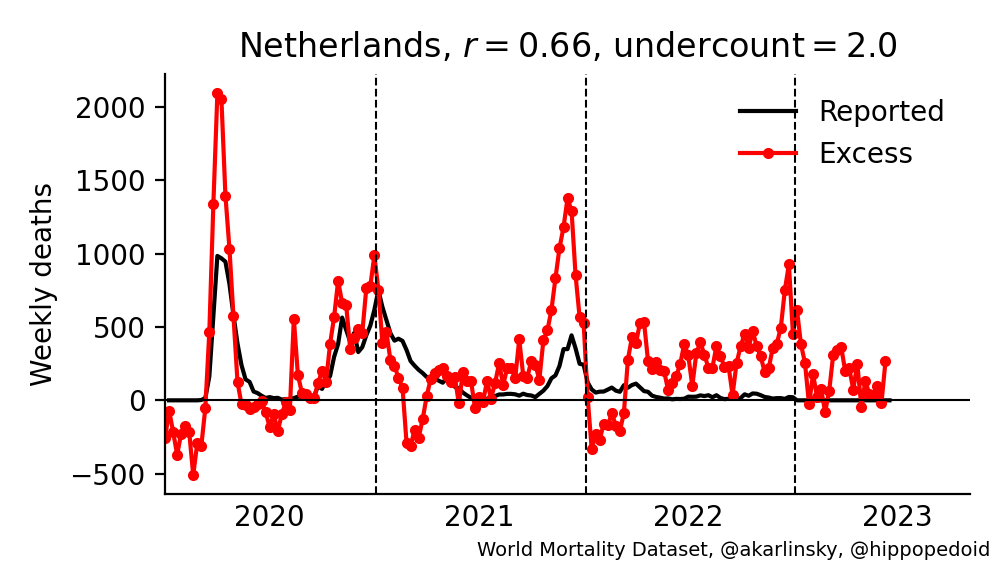 Netherlands, r = 0.66, undercount = 2.0
Weekly deaths
2000
1500
1000
500
0
−500
Reported
Excess
2020 2021 2022 2023
World Mortality Dataset, @akarlinsky, @hippopedoid